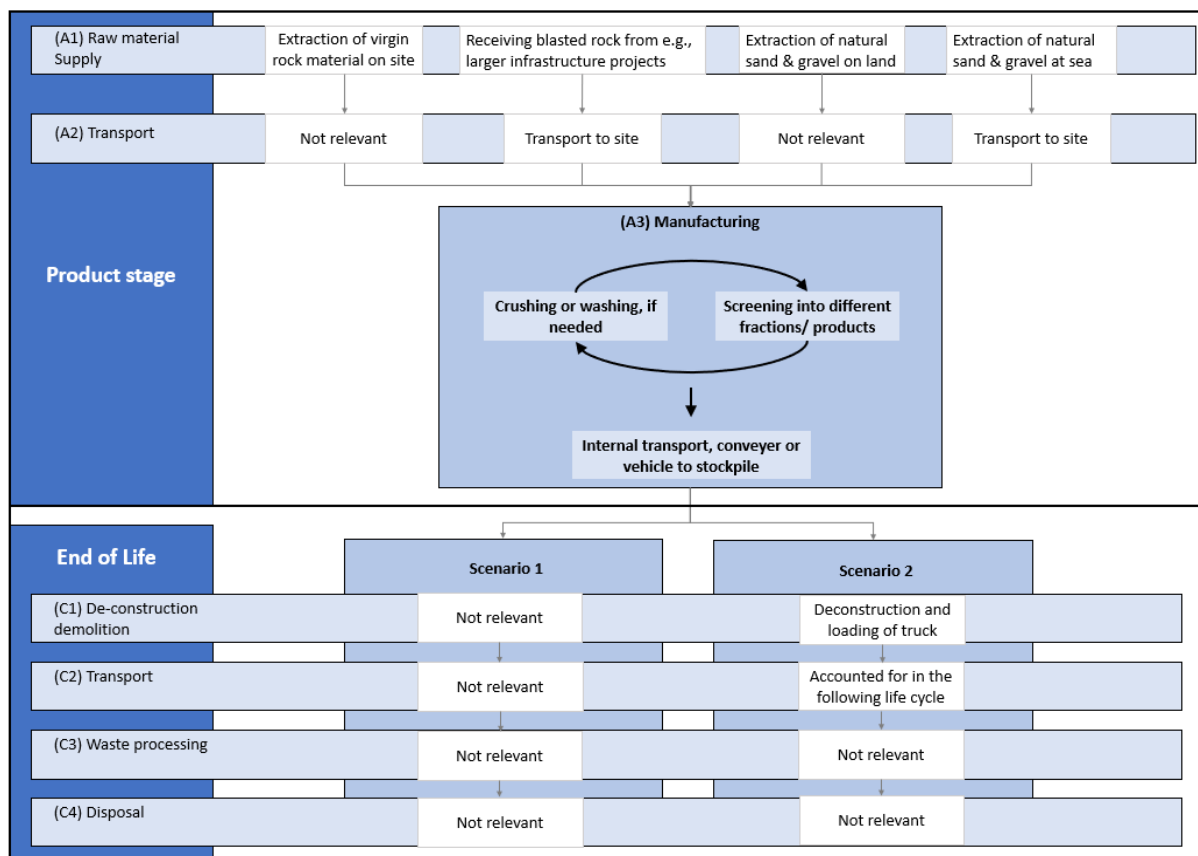 (A1) Raw material
Supply
Extraction of virgin
rock material on site
Receiving blasted rock from e.g.,
larger infrastructure projects
Extraction of natural
sand & gravel on land
Extraction of natural
sand & gravel at sea
(A2) Transport
Not relevant
Transport to site
Not relevant
Transport to site
Product stage
(A3) Manufacturing
Crushing or washing, if
needed
Screening into different
fractions/ products
Internal transport, conveyer or
vehicle to stockpile
End of Life
Scenario 1
Scenario 2
(C1) De-construction
demolition
Not relevant
Deconstruction and
loading of truck
(C2) Transport
Not relevant
Accounted for in the
following life cycle
(C3) Waste processing
Not relevant
Not relevant
(C4) Disposal
Not relevant
Not relevant